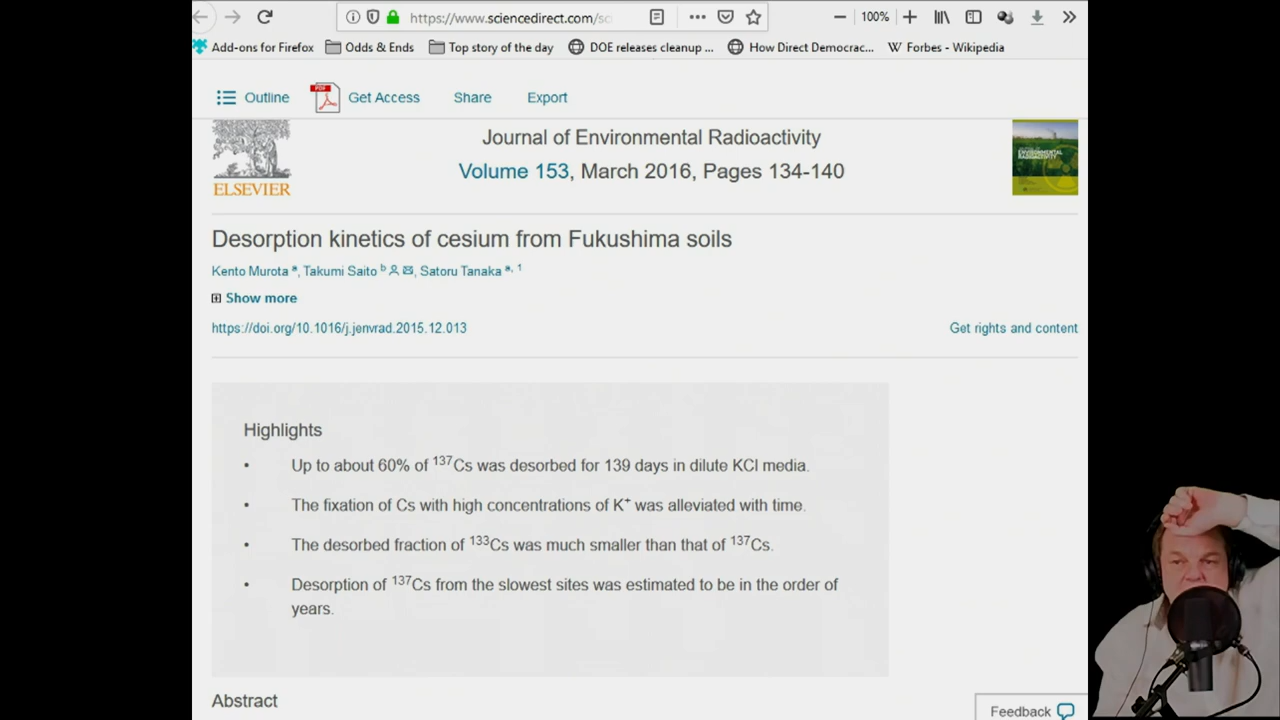 https://www.sciencedirect.com/sc
100%
Add-ons for Firefox Odds & Ends Top story of the day DOE releases cleanup ... How Direct Democrac... W Forbes - Wikipedia
Outline PDF Get Access Share Export
Journal of Environmental Radioactivity
Volume 153, March 2016, Pages 134-140
ELSEVIER
ENVIRONMENTAL
RADIOACTIVITY
Desorption kinetics of cesium from Fukushima soils
Kento Murota ᵃ, Takumi Saito ᵇ, Satoru Tanaka ᵃ, ¹
Show more
https://doi.org/10.1016/j.jenvrad.2015.12.013 Get rights and content
Highlights
• Up to about 60% of ¹³⁷Cs was desorbed for 139 days in dilute KCl media.
• The fixation of Cs with high concentrations of K⁺ was alleviated with time.
• The desorbed fraction of ¹³³Cs was much smaller than that of ¹³⁷Cs.
• Desorption of ¹³⁷Cs from the slowest sites was estimated to be in the order of
years.
Abstract
Feedback